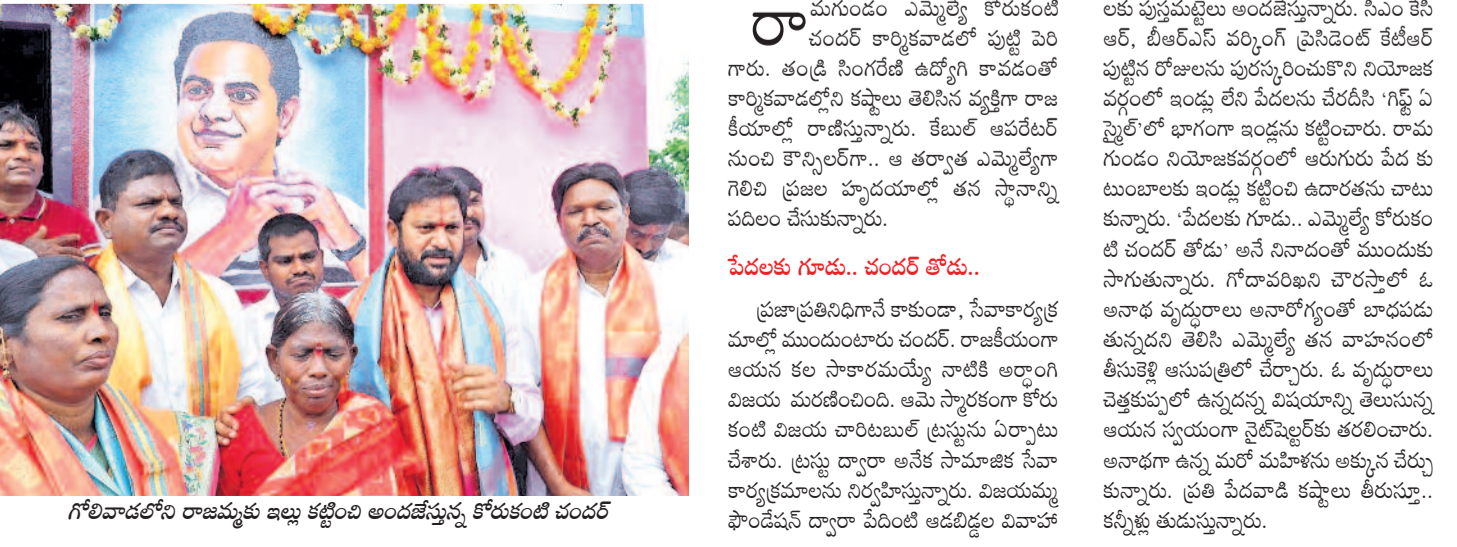 రామగుండం ఎమ్మెల్యే కోరుకంటి
చందర్ కార్మికవాడలో పుట్టి పెరి
గారు. తండ్రి సింగరేణి ఉద్యోగి కావడంతో
కార్మికవాడల్లోని కష్టాలు తెలిసిన వ్యక్తిగా రాజ
కీయాల్లో రాణిస్తున్నారు. కేబుల్ ఆపరేటర్
నుంచి కౌన్సిలర్‌గా.. ఆ తర్వాత ఎమ్మెల్యేగా
గెలిచి ప్రజల హృదయాల్లో తన స్థానాన్ని
పదిలం చేసుకున్నారు.
పేదలకు గూడు.. చందర్ తోడు..
ప్రజాప్రతినిధిగానే కాకుండా, సేవాకార్యక్ర
మాల్లో ముందుంటారు చందర్. రాజకీయంగా
ఆయన కల సాకారమయ్యే నాటికి అర్ధాంగి
విజయ మరణించింది. ఆమె స్మారకంగా కోరు
కంటి విజయ చారిటబుల్ ట్రస్టును ఏర్పాటు
చేశారు. ట్రస్టు ద్వారా అనేక సామాజిక సేవా
కార్యక్రమాలను నిర్వహిస్తున్నారు. విజయమ్మ
ఫౌండేషన్ ద్వారా పేదింటి ఆడబిడ్డల వివాహా
లకు పుస్తమట్టెలు అందజేస్తున్నారు. సీఎం కేసీ
ఆర్, బీఆర్ఎస్ వర్కింగ్ ప్రెసిడెంట్ కేటీఆర్
పుట్టిన రోజులను పురస్కరించుకొని నియోజక
వర్గంలో ఇండ్లు లేని పేదలను చేరదీసి ‘గిఫ్ట్ ఏ
స్మైల్’లో భాగంగా ఇండ్లను కట్టించారు. రామ
గుండం నియోజకవర్గంలో ఆరుగురు పేద కు
టుంబాలకు ఇండ్లు కట్టించి ఉదారతను చాటు
కున్నారు. ‘పేదలకు గూడు.. ఎమ్మెల్యే కోరుకం
టి చందర్ తోడు’ అనే నినాదంతో ముందుకు
సాగుతున్నారు. గోదావరిఖని చౌరస్తాలో ఓ
అనాథ వృద్ధురాలు అనారోగ్యంతో బాధపడు
తున్నదని తెలిసి ఎమ్మెల్యే తన వాహనంలో
తీసుకెళ్లి ఆసుపత్రిలో చేర్చారు. ఓ వృద్ధురాలు
చెత్తకుప్పలో ఉన్నదన్న విషయాన్ని తెలుసున్న
ఆయన స్వయంగా నైట్‌షెల్టర్‌కు తరలించారు.
అనాథగా ఉన్న మరో మహిళను అక్కున చేర్చు
కున్నారు. ప్రతి పేదవాడి కష్టాలు తీరుస్తూ..
కన్నీళ్లు తుడుస్తున్నారు.
గోలివాడలోని రాజమ్మకు ఇల్లు కట్టించి అందజేస్తున్న కోరుకంటి చందర్